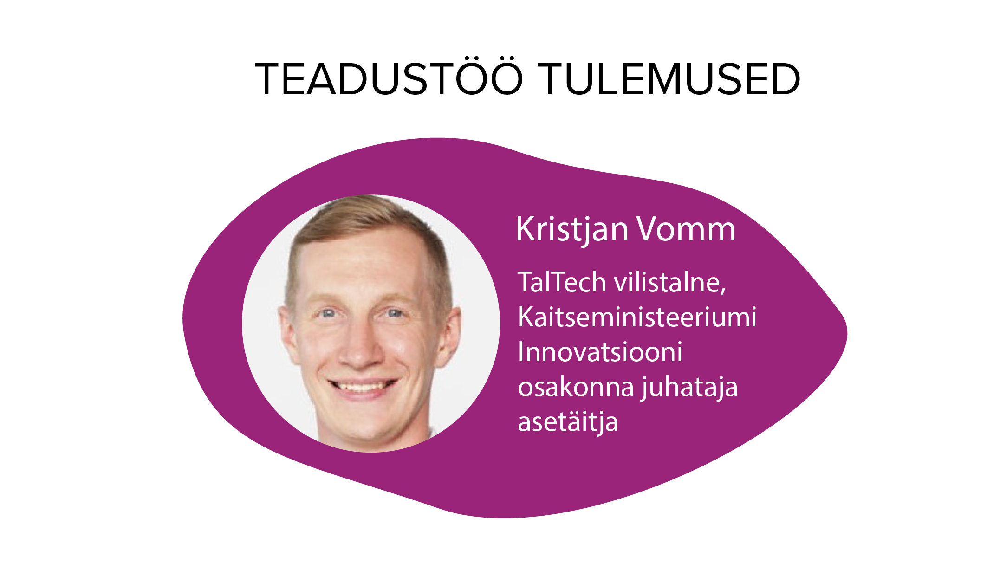 TEADUSTÖÖ TULEMUSED
Kristjan Vomm
TalTech vilistalne,
Kaitseministeeriumi
Innovatsiooni
osakonna juhataja
asetäitja